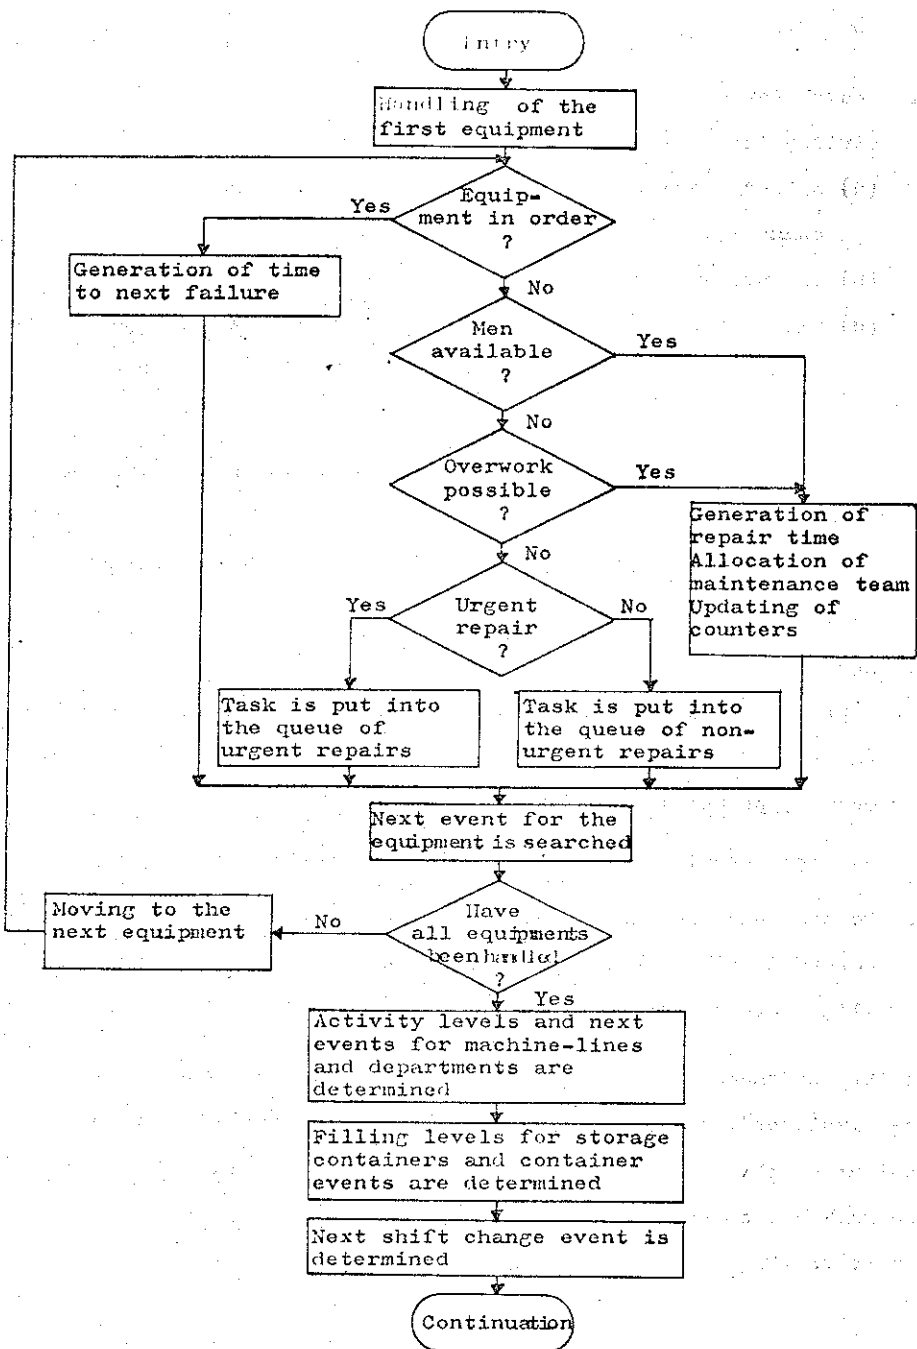 Entry
Handling of the
first equipment
Equip-
ment in order
?
Yes
No
Generation of time
to next failure
Men
available
?
Yes
No
Overwork
possible
?
Yes
No
Generation of
repair time
Allocation of
maintenance team
Updating of
counters
Urgent
repair
?
Yes
No
Task is put into
the queue of
urgent repairs
Task is put into
the queue of non-
urgent repairs
Next event for the
equipment is searched
Have
all equipments
been handled
?
No
Yes
Moving to the
next equipment
Activity levels and next
events for machine-lines
and departments are
determined
Filling levels for storage
containers and container
events are determined
Next shift change event is
determined
Continuation